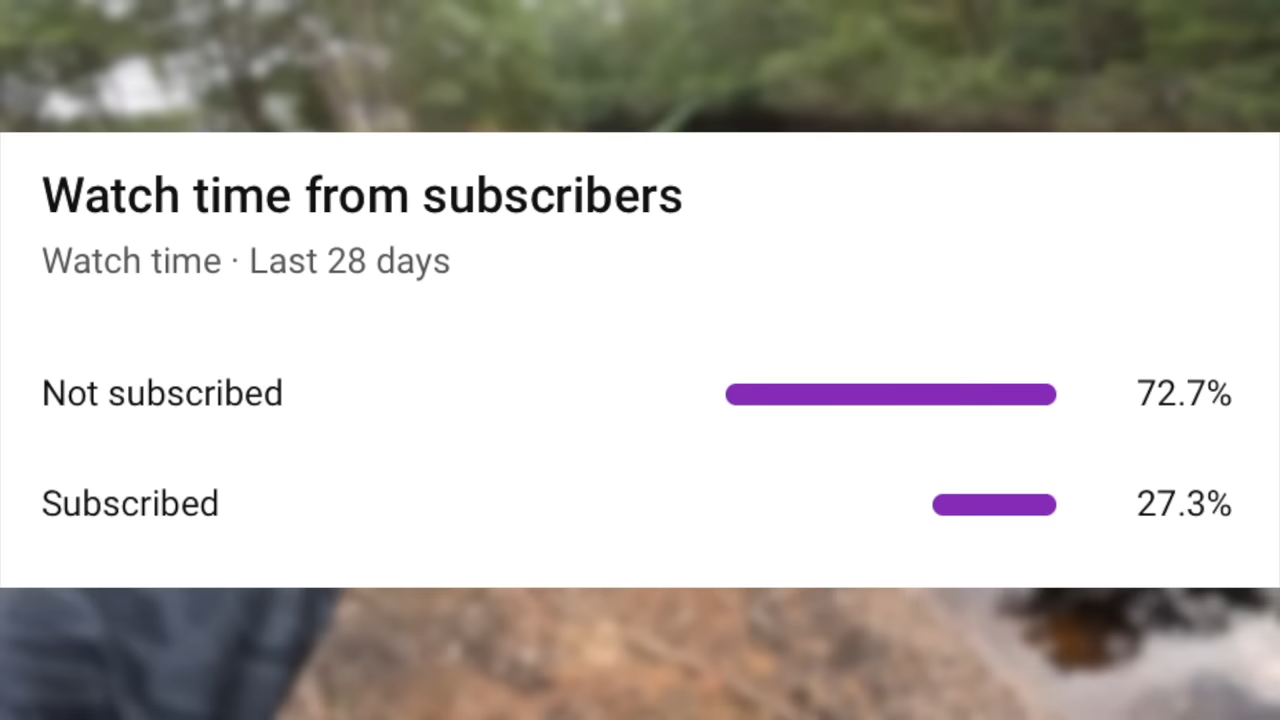 Watch time from subscribers
Watch time · Last 28 days
Not subscribed 72.7%
Subscribed 27.3%